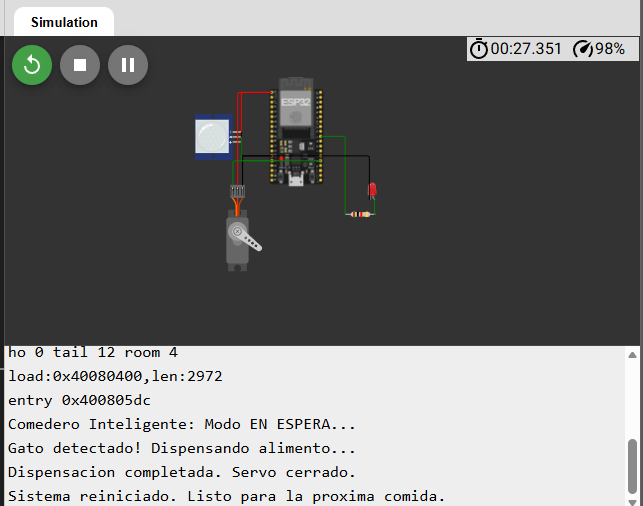 Simulation
00:27.351 98%
ESP32
ho 0 tail 12 room 4
load:0x40080400,len:2972
entry 0x400805dc
Comedero Inteligente: Modo EN ESPERA...
Gato detectado! Dispensando alimento...
Dispensacion completada. Servo cerrado.
Sistema reiniciado. Listo para la proxima comida.